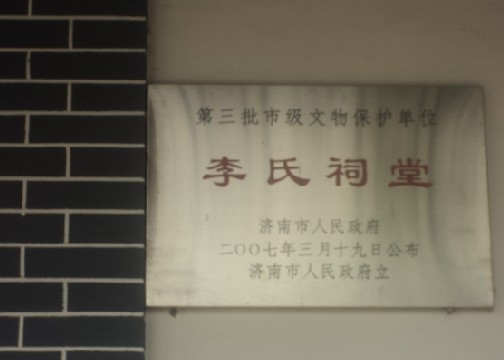 第三批市级文物保护单位
李氏祠堂
济南市人民政府
二〇〇七年三月十九日公布
济南市人民政府立